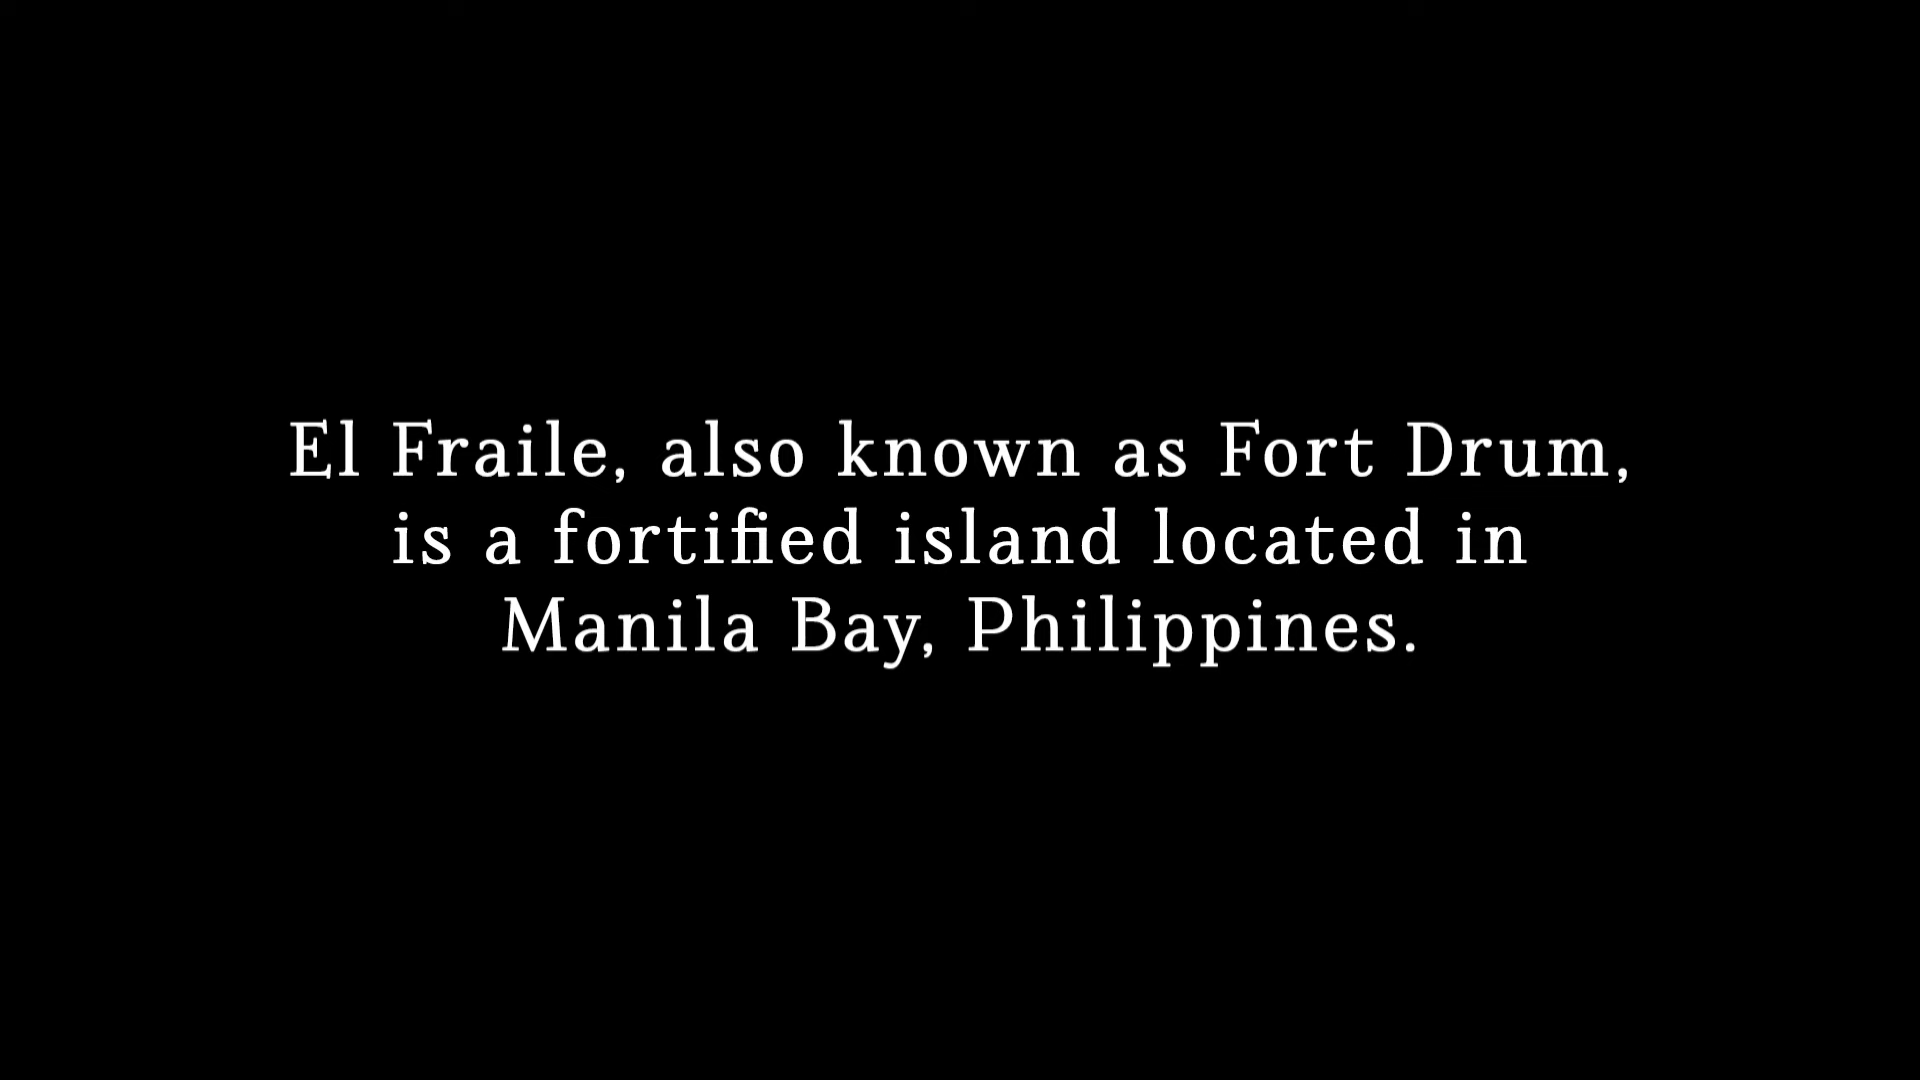 El Fraile, also known as Fort Drum,
is a fortified island located in
Manila Bay, Philippines.